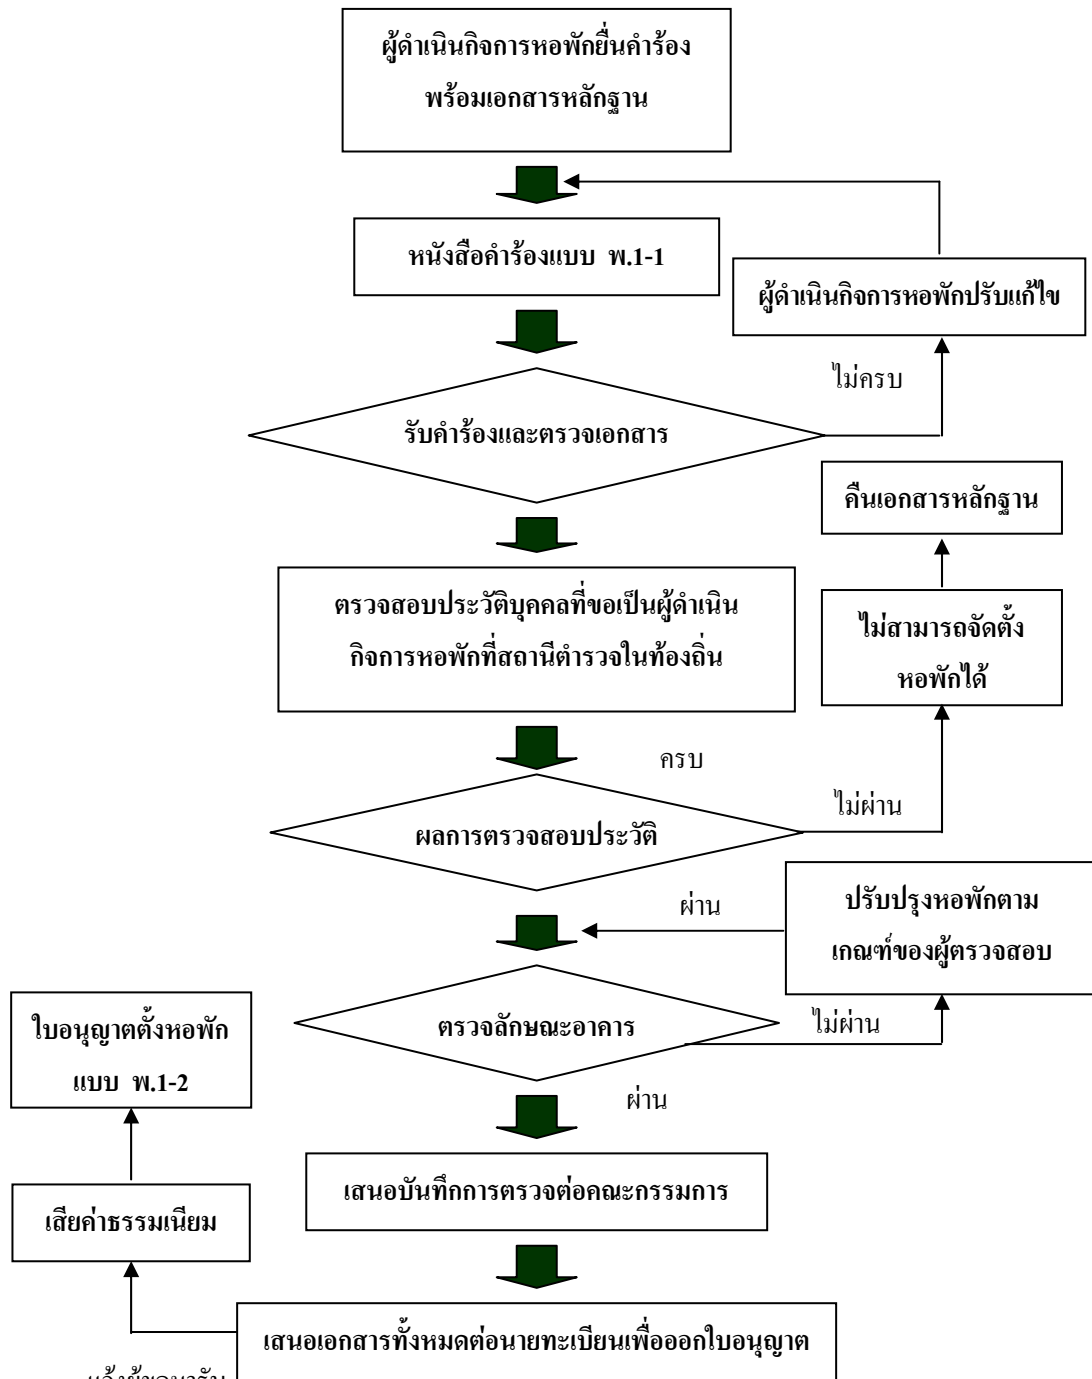 ผู้ดำเนินกิจการหอพักยื่นคำร้อง
พร้อมเอกสารหลักฐาน
หนังสือคำร้องแบบ พ.1-1
ผู้ดำเนินกิจการหอพักปรับแก้ไข
ไม่ครบ
รับคำร้องและตรวจเอกสาร
คืนเอกสารหลักฐาน
ตรวจสอบประวัติบุคคลที่ขอเป็นผู้ดำเนิน
กิจการหอพักที่สถานีตำรวจในท้องถิ่น
ไม่สามารถจัดตั้ง
หอพักได้
ครบ
ไม่ผ่าน
ผลการตรวจสอบประวัติ
ผ่าน
ปรับปรุงหอพักตาม
เกณฑ์ของผู้ตรวจสอบ
ตรวจลักษณะอาคาร
ไม่ผ่าน
ใบอนุญาตตั้งหอพัก
แบบ พ.1-2
ผ่าน
เสนอบันทึกการตรวจต่อคณะกรรมการ
เสียค่าธรรมเนียม
เสนอเอกสารทั้งหมดต่อนายทะเบียนเพื่อออกใบอนุญาต